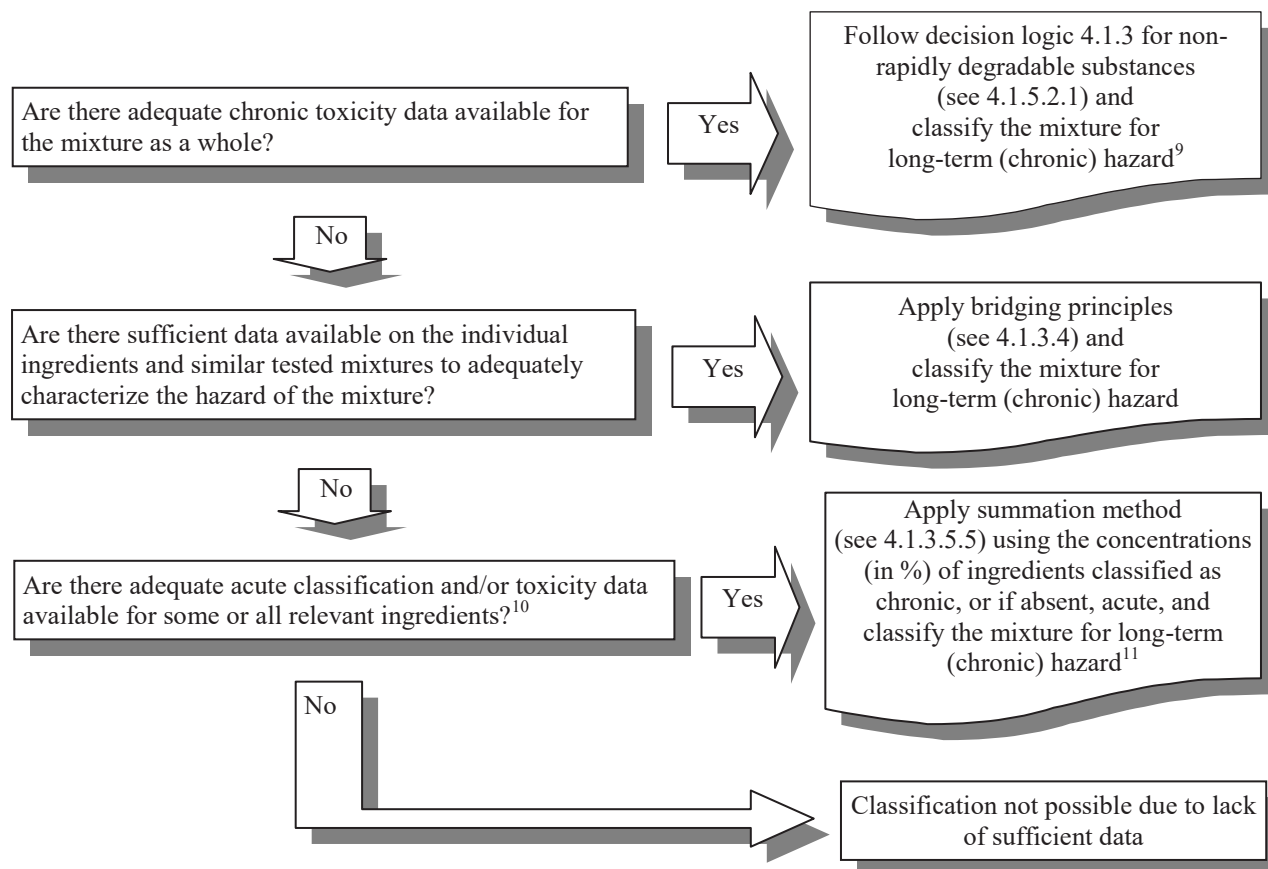 Are there adequate chronic toxicity data available for
the mixture as a whole?
Yes
Follow decision logic 4.1.3 for non-
rapidly degradable substances
(see 4.1.5.2.1) and
classify the mixture for
long-term (chronic) hazard⁹
No
Are there sufficient data available on the individual
ingredients and similar tested mixtures to adequately
characterize the hazard of the mixture?
Yes
Apply bridging principles
(see 4.1.3.4) and
classify the mixture for
long-term (chronic) hazard
No
Are there adequate acute classification and/or toxicity data
available for some or all relevant ingredients?¹⁰
Yes
Apply summation method
(see 4.1.3.5.5) using the concentrations
(in %) of ingredients classified as
chronic, or if absent, acute, and
classify the mixture for long-term
(chronic) hazard¹¹
No
Classification not possible due to lack
of sufficient data